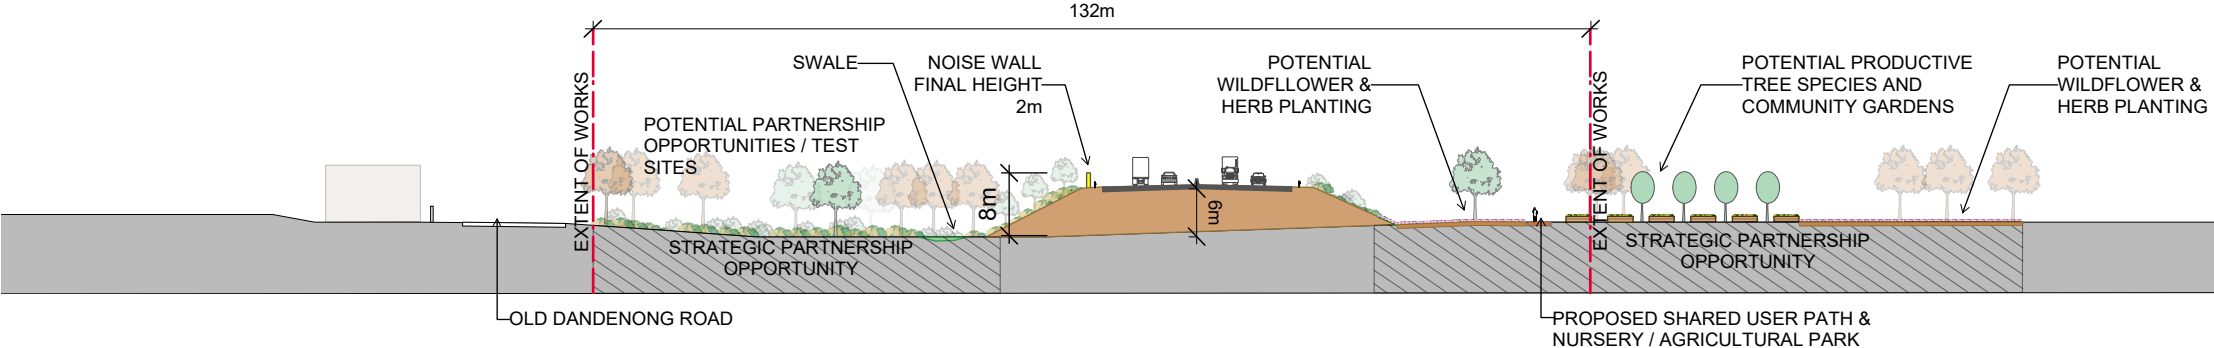 132m
SWALE
NOISE WALL
FINAL HEIGHT
2m
POTENTIAL
WILDFLLOWER &
HERB PLANTING
POTENTIAL PRODUCTIVE
TREE SPECIES AND
COMMUNITY GARDENS
POTENTIAL
WILDFLOWER &
HERB PLANTING
EXTENT OF WORKS
POTENTIAL PARTNERSHIP
OPPORTUNITIES / TEST
SITES
8m
6m
EXTENT OF WORKS
STRATEGIC PARTNERSHIP
OPPORTUNITY
STRATEGIC PARTNERSHIP
OPPORTUNITY
OLD DANDENONG ROAD
PROPOSED SHARED USER PATH &
NURSERY / AGRICULTURAL PARK